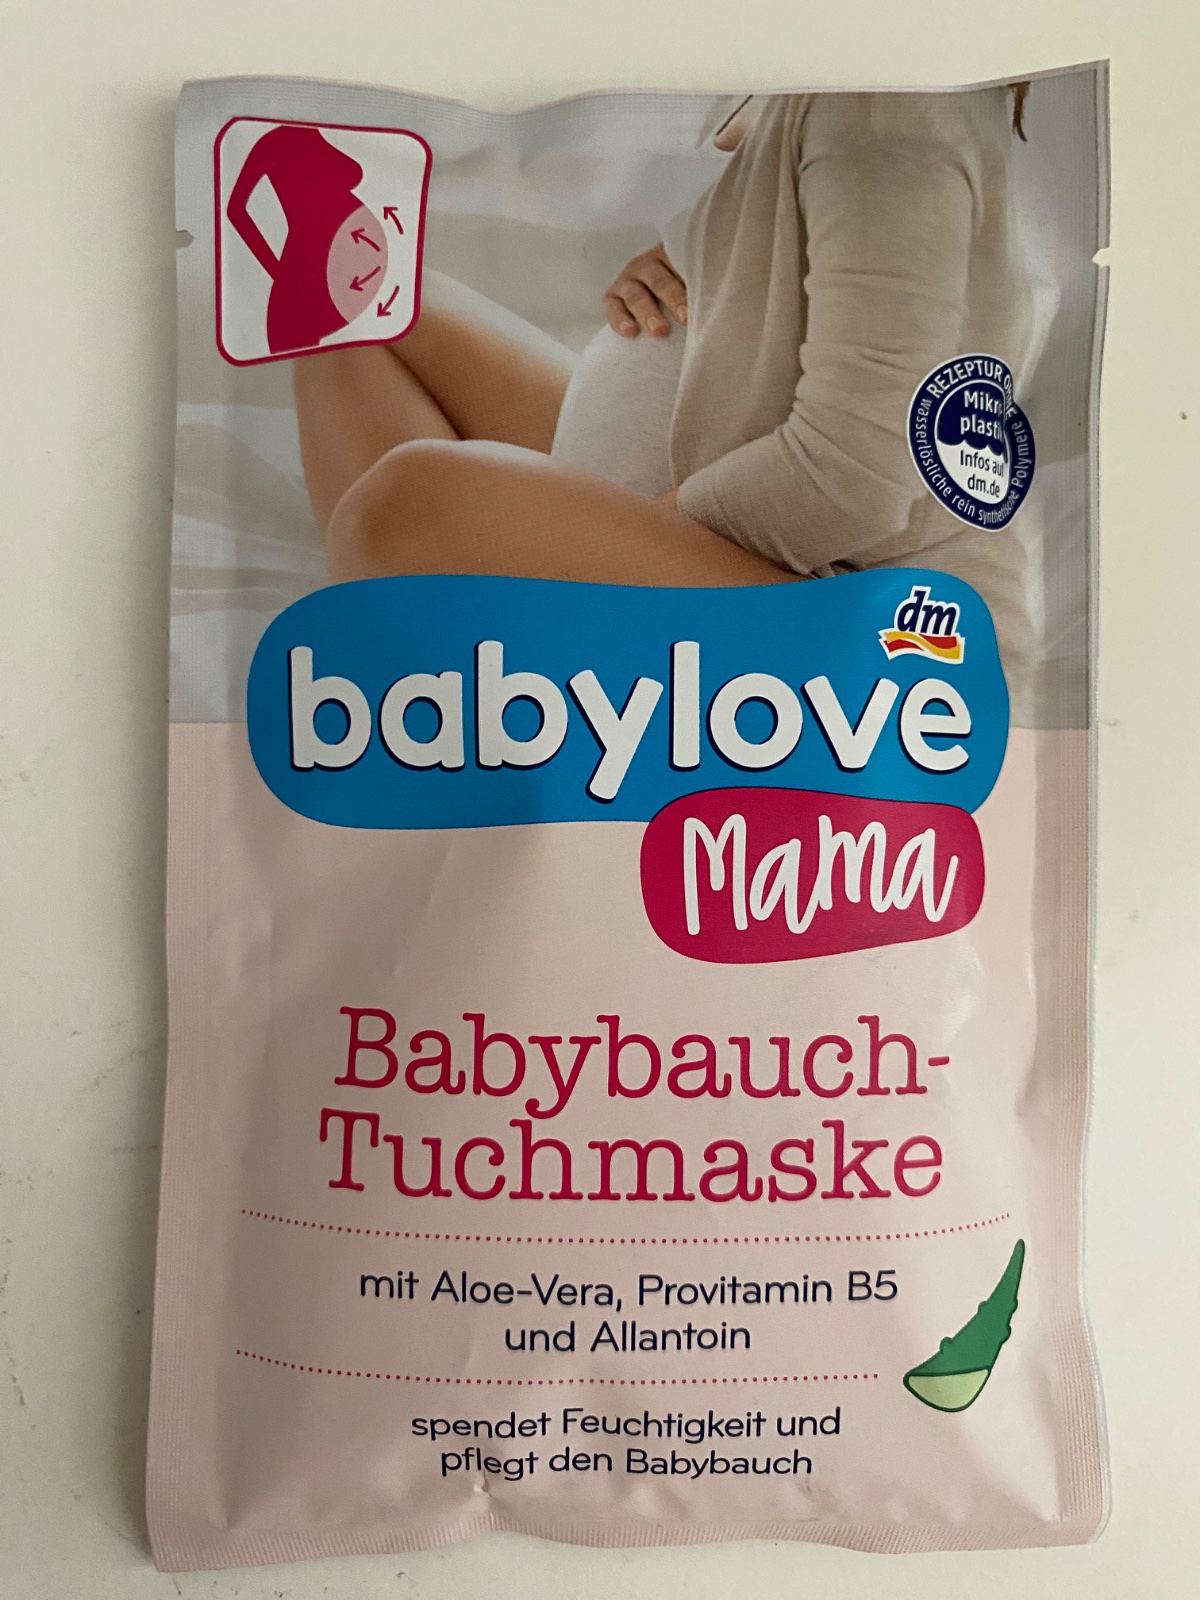 REZEPTUR OHNE
Mikro
plastik
Infos auf
dm.de
wasserlösliche rein synthetische Polymere
dm
babylove
Mama
Babybauch-
Tuchmaske
mit Aloe-Vera, Provitamin B5
und Allantoin
spendet Feuchtigkeit und
pflegt den Babybauch